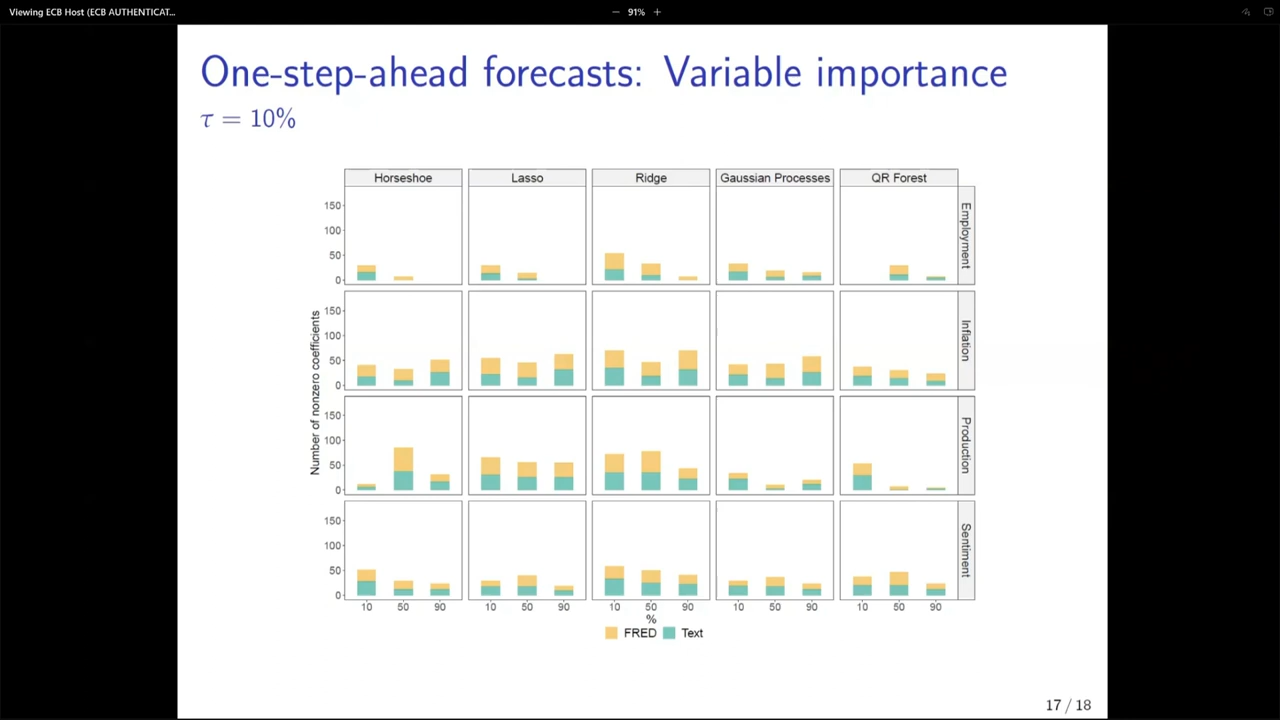 Viewing ECB Host (ECB AUTHENTICAT...
− 91% +
One-step-ahead forecasts: Variable importance
τ = 10%
Horseshoe Lasso Ridge Gaussian Processes QR Forest
Number of nonzero coefficients
150
100
50
0
Employment
150
100
50
0
Inflation
150
100
50
0
Production
150
100
50
0
Sentiment
10 50 90 10 50 90 10 50 90 10 50 90 10 50 90
%
FRED Text
17 / 18